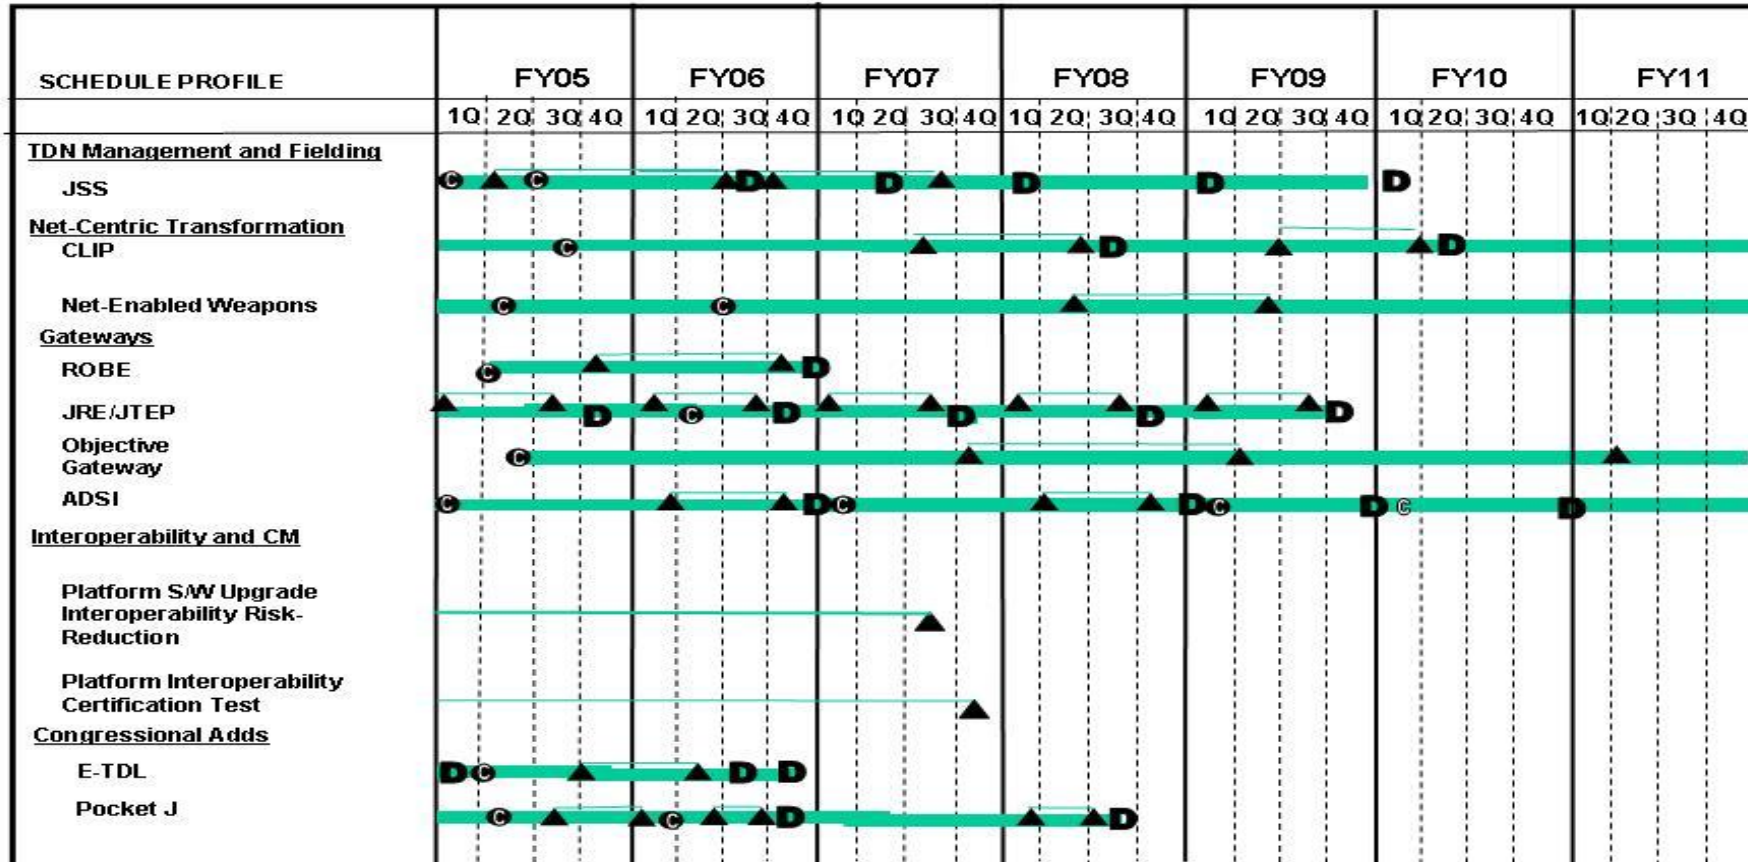 SCHEDULE PROFILE FY05 FY06 FY07 FY08 FY09 FY10 FY11
1Q 2Q 3Q 4Q 1Q 2Q 3Q 4Q 1Q 2Q 3Q 4Q 1Q 2Q 3Q 4Q 1Q 2Q 3Q 4Q 1Q 2Q 3Q 4Q 1Q 2Q 3Q 4Q
TDN Management and Fielding
JSS C C D D D D D
Net-Centric Transformation
CLIP C D D
Net-Enabled Weapons C C
Gateways
ROBE C D
JRE/JTEP D C D D D D
Objective
Gateway C
ADSI C D C D C D C D
Interoperability and CM
Platform S/W Upgrade
Interoperability Risk-
Reduction
Platform Interoperability
Certification Test
Congressional Adds
E-TDL D C D D
Pocket J C C D D